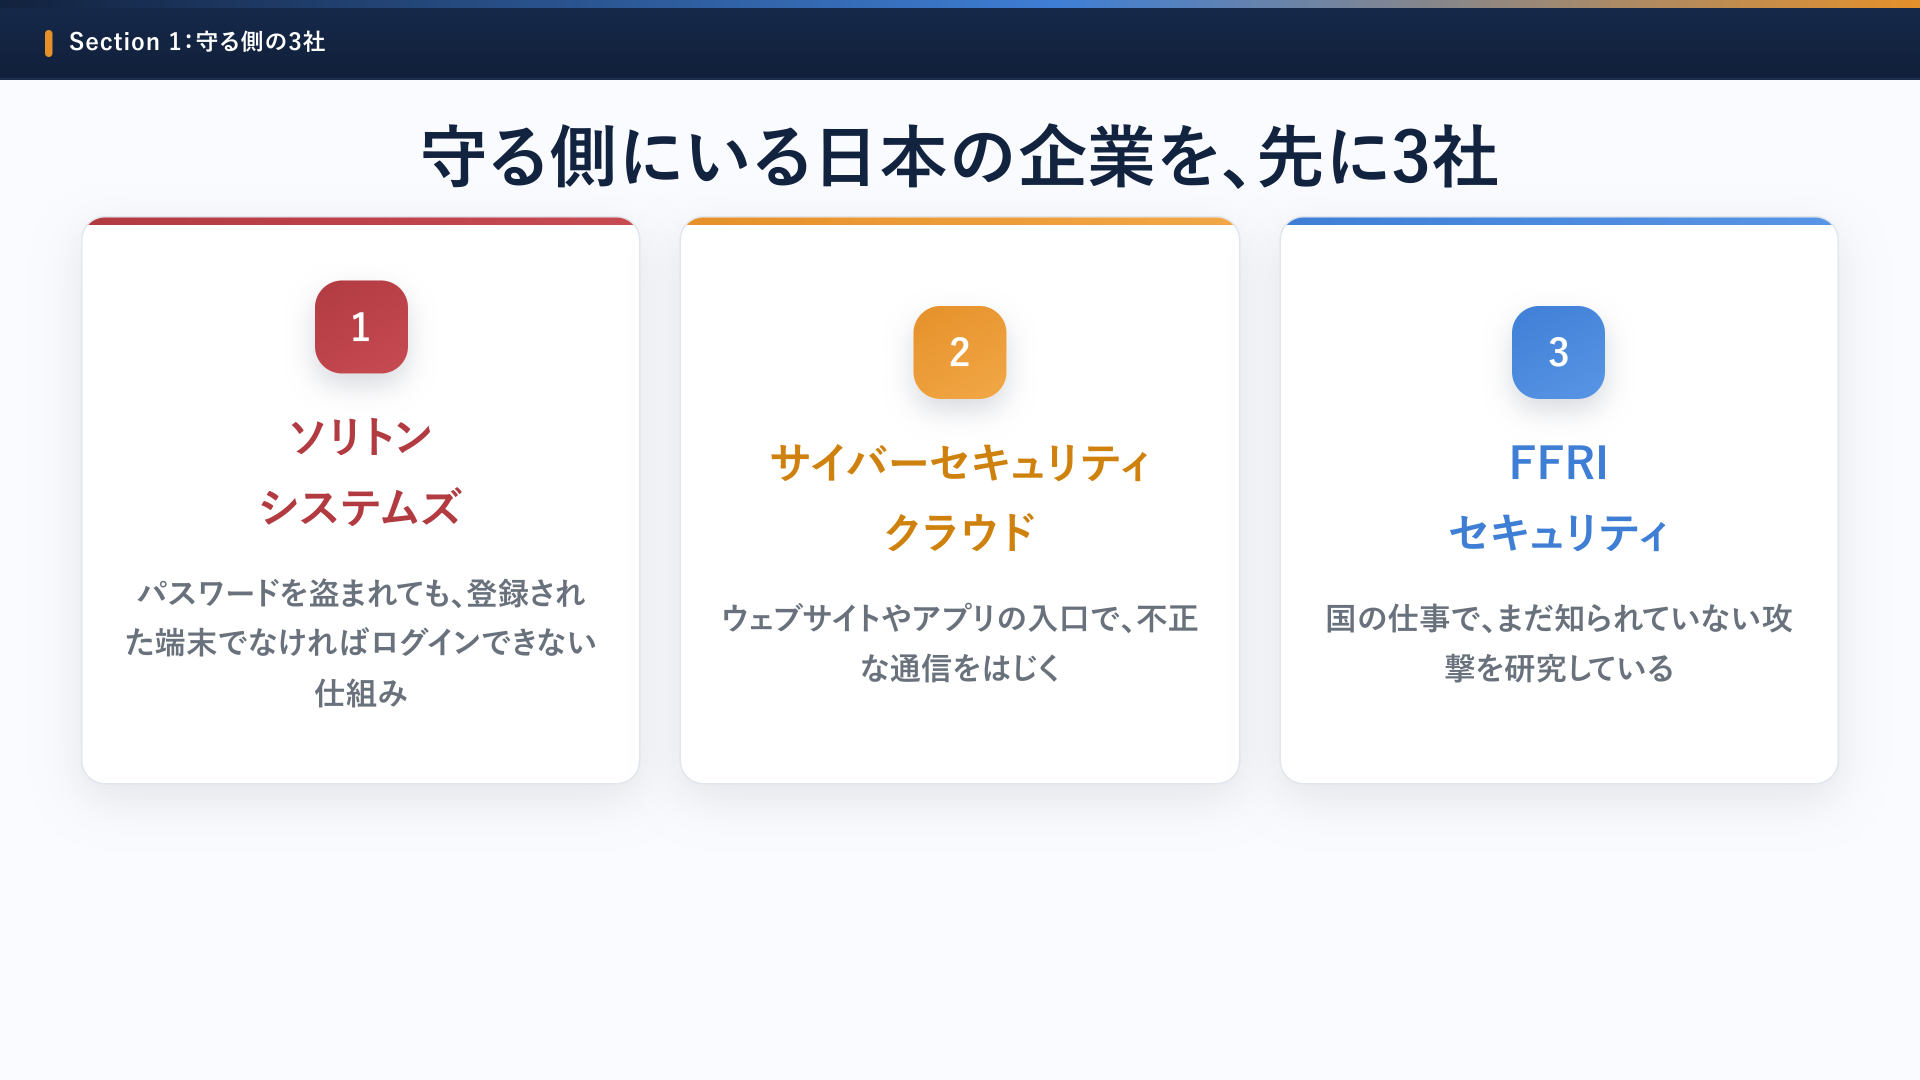 Section 1：守る側の3社
守る側にいる日本の企業を、先に3社
1
ソリトン
システムズ
パスワードを盗まれても、登録され
た端末でなければログインできない
仕組み
2
サイバーセキュリティ
クラウド
ウェブサイトやアプリの入口で、不正
な通信をはじく
3
FFRI
セキュリティ
国の仕事で、まだ知られていない攻
撃を研究している